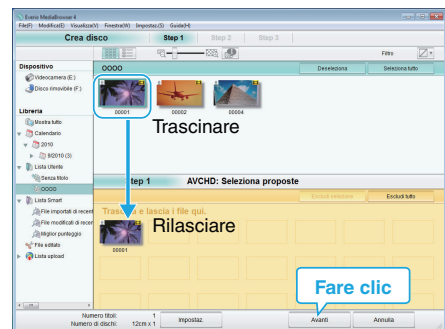 Everio MediaBrowser 4
File(F) Modifica(E) Visualizza(V) Finestra(W) Impostaz.(S) Guida(H)
Crea disco Step 1 Step 2 Step 3
Filtro
Dispositivo
Videocamera (E:)
Disco rimovibile (F:)
Libreria
Mostra tutto
Calendario
2010
9/2010 (3)
Lista Utente
Senza titolo
OOOO
Lista Smart
File importati di recent
File modificati di recer
Miglior punteggio
File editato
Lista upload
OOOO Deseleziona Seleziona tutto
00001 00002 00004
Trascinare
tep 1 AVCHD: Seleziona proposte
Escludi selezione Escludi tutto
Trascina e lascia i file qui.
Rilasciare
00001
Fare clic
Numero titoli: 1
Numero di dischi: 12cm x 1
Impostaz. Avanti Annulla